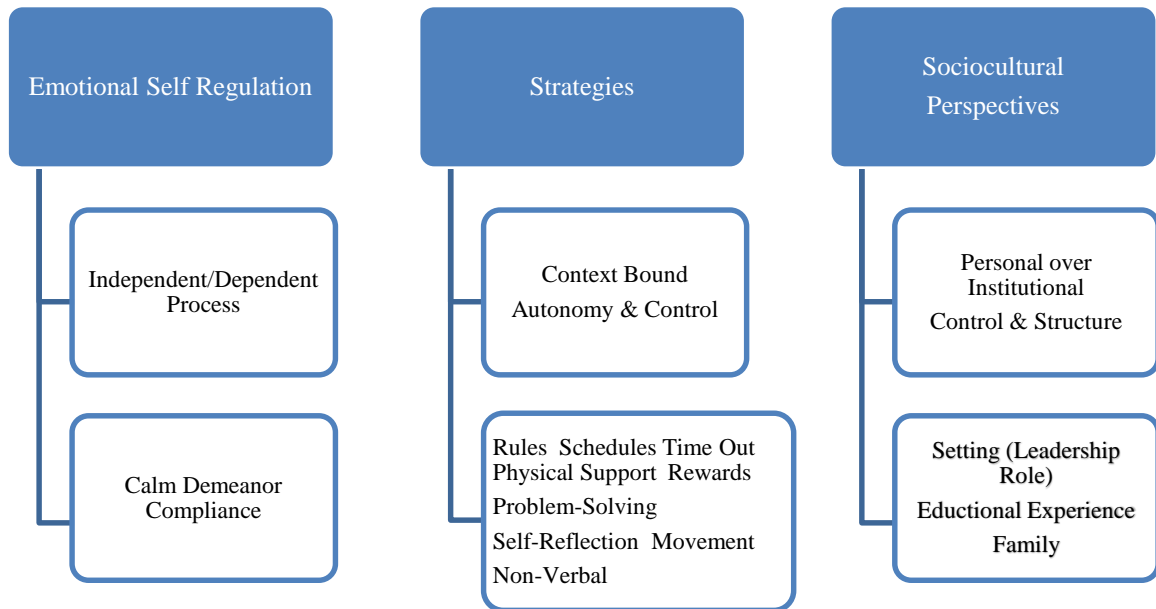 Emotional Self Regulation
Independent/Dependent
Process
Calm Demeanor
Compliance
Strategies
Context Bound
Autonomy & Control
Rules Schedules Time Out
Physical Support Rewards
Problem-Solving
Self-Reflection Movement
Non-Verbal
Sociocultural
Perspectives
Personal over
Institutional
Control & Structure
Setting (Leadership
Role)
Eductional Experience
Family